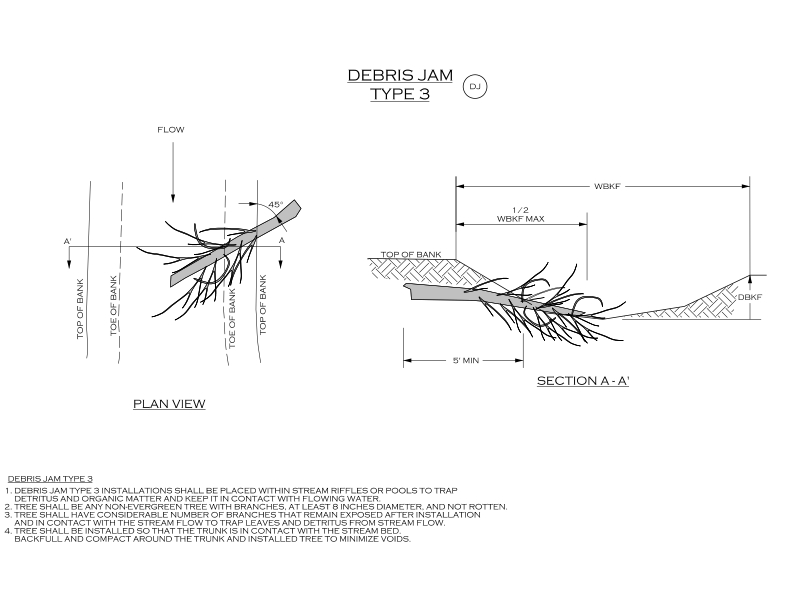 DEBRIS JAM
TYPE 3
DJ
FLOW
45°
A'
A
TOP OF BANK
TOE OF BANK
TOE OF BANK
TOP OF BANK
PLAN VIEW
WBKF
1/2
WBKF MAX
TOP OF BANK
DBKF
5' MIN
SECTION A - A'
DEBRIS JAM TYPE 3
1. DEBRIS JAM TYPE 3 INSTALLATIONS SHALL BE PLACED WITHIN STREAM RIFFLES OR POOLS TO TRAP
DETRITUS AND ORGANIC MATTER AND KEEP IT IN CONTACT WITH FLOWING WATER.
2. TREE SHALL BE ANY NON-EVERGREEN TREE WITH BRANCHES, AT LEAST 8 INCHES DIAMETER, AND NOT ROTTEN.
3. TREE SHALL HAVE CONSIDERABLE NUMBER OF BRANCHES THAT REMAIN EXPOSED AFTER INSTALLATION
AND IN CONTACT WITH THE STREAM FLOW TO TRAP LEAVES AND DETRITUS FROM STREAM FLOW.
4. TREE SHALL BE INSTALLED SO THAT THE TRUNK IS IN CONTACT WITH THE STREAM BED.
BACKFULL AND COMPACT AROUND THE TRUNK AND INSTALLED TREE TO MINIMIZE VOIDS.